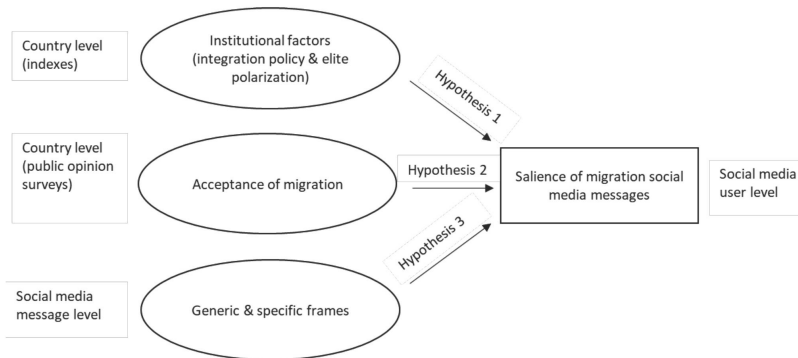 Country level
(indexes)
Institutional factors
(integration policy & elite
polarization)
Hypothesis 1
Country level
(public opinion
surveys)
Acceptance of migration
Hypothesis 2
Salience of migration social
media messages
Social media
user level
Hypothesis 3
Social media
message level
Generic & specific frames